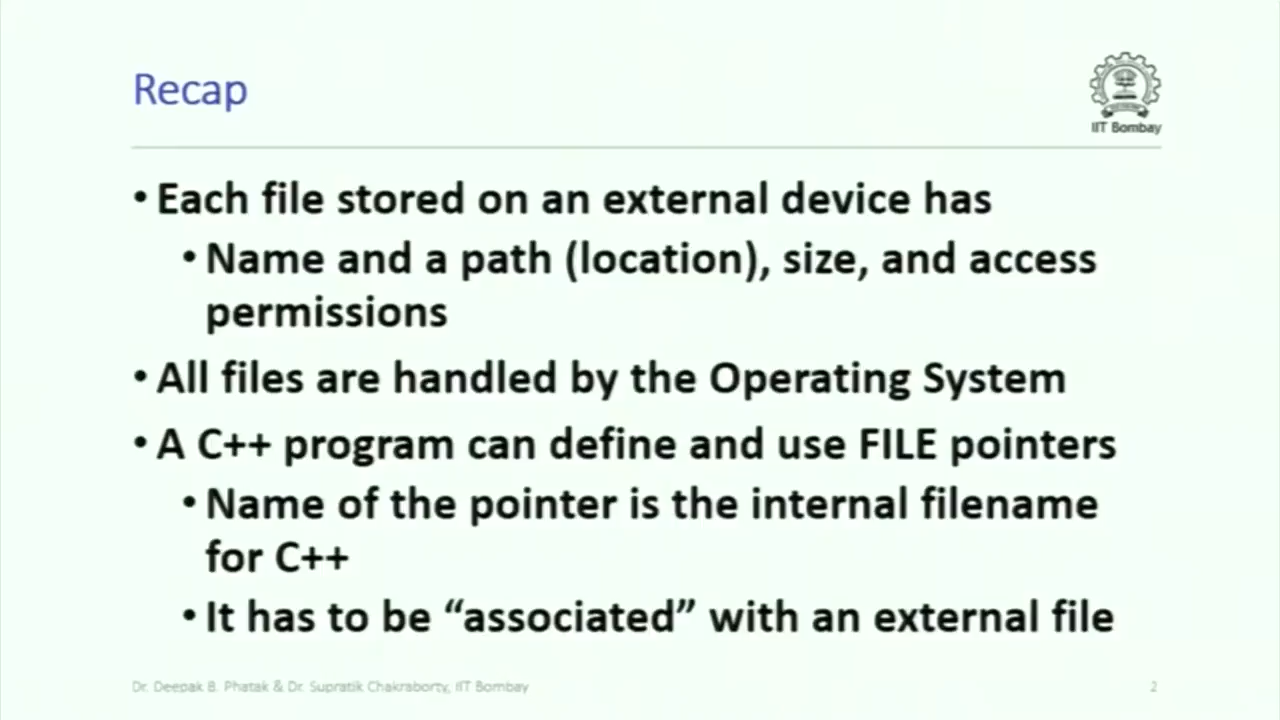 Recap
IIT Bombay
• Each file stored on an external device has
• Name and a path (location), size, and access
permissions
• All files are handled by the Operating System
• A C++ program can define and use FILE pointers
• Name of the pointer is the internal filename
for C++
• It has to be “associated” with an external file
Dr. Deepak B. Phatak & Dr. Supratik Chakraborty, IIT Bombay
2